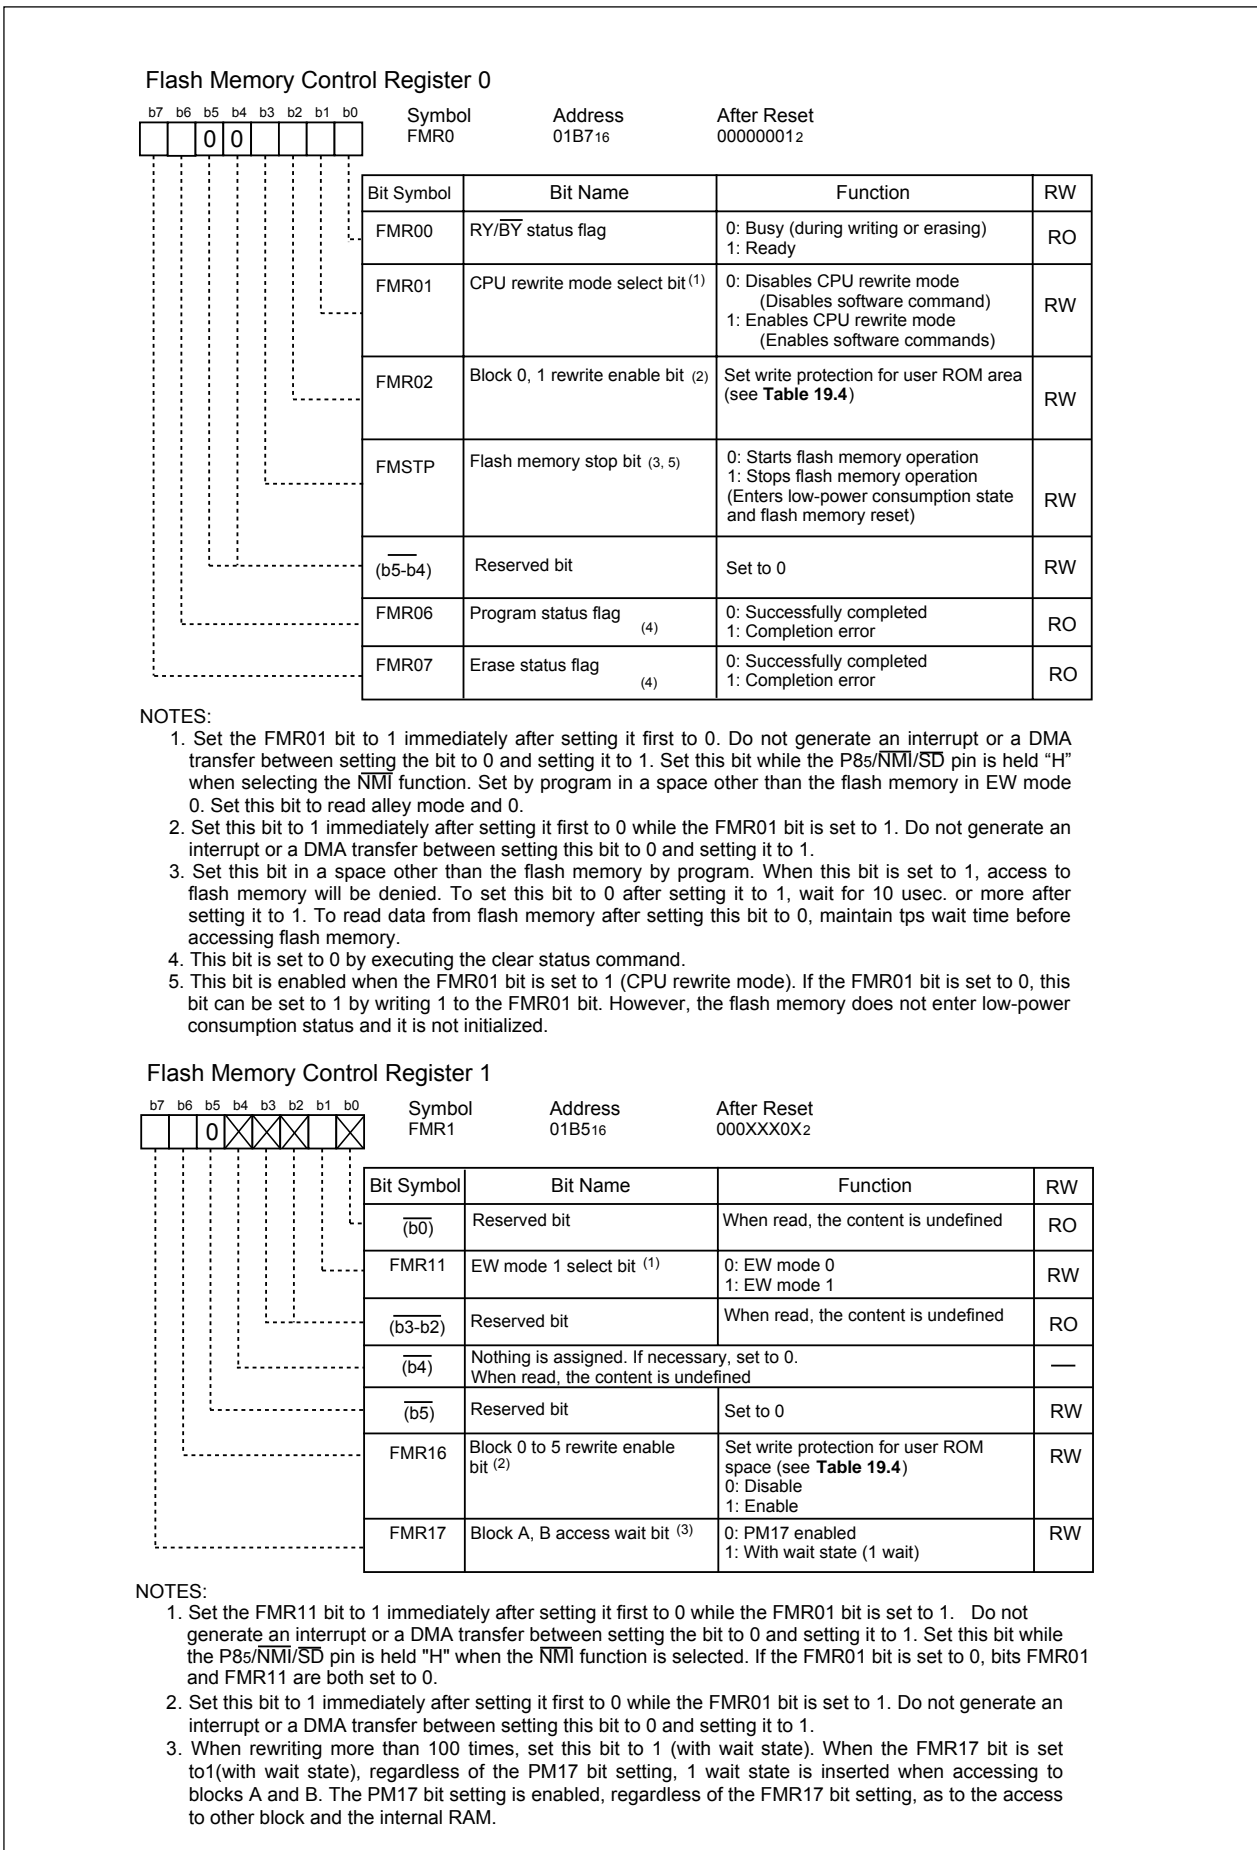 Flash Memory Control Register 0
b7 b6 b5 b4 b3 b2 b1 b0
0 0
Symbol Address After Reset
FMR0 01B716 000000012
Bit Symbol Bit Name Function RW
FMR00 RY/BY status flag 0: Busy (during writing or erasing)
1: Ready
RO
FMR01 CPU rewrite mode select bit (1) 0: Disables CPU rewrite mode
(Disables software command)
1: Enables CPU rewrite mode
(Enables software commands)
RW
FMR02 Block 0, 1 rewrite enable bit (2) Set write protection for user ROM area
(see Table 19.4)
RW
FMSTP Flash memory stop bit (3, 5) 0: Starts flash memory operation
1: Stops flash memory operation
(Enters low-power consumption state
and flash memory reset)
RW
(b5-b4) Reserved bit Set to 0 RW
FMR06 Program status flag (4) 0: Successfully completed
1: Completion error
RO
FMR07 Erase status flag (4) 0: Successfully completed
1: Completion error
RO
NOTES:
1. Set the FMR01 bit to 1 immediately after setting it first to 0. Do not generate an interrupt or a DMA
transfer between setting the bit to 0 and setting it to 1. Set this bit while the P85/NMI/SD pin is held “H”
when selecting the NMI function. Set by program in a space other than the flash memory in EW mode
0. Set this bit to read alley mode and 0.
2. Set this bit to 1 immediately after setting it first to 0 while the FMR01 bit is set to 1. Do not generate an
interrupt or a DMA transfer between setting this bit to 0 and setting it to 1.
3. Set this bit in a space other than the flash memory by program. When this bit is set to 1, access to
flash memory will be denied. To set this bit to 0 after setting it to 1, wait for 10 usec. or more after
setting it to 1. To read data from flash memory after setting this bit to 0, maintain tps wait time before
accessing flash memory.
4. This bit is set to 0 by executing the clear status command.
5. This bit is enabled when the FMR01 bit is set to 1 (CPU rewrite mode). If the FMR01 bit is set to 0, this
bit can be set to 1 by writing 1 to the FMR01 bit. However, the flash memory does not enter low-power
consumption status and it is not initialized.
Flash Memory Control Register 1
b7 b6 b5 b4 b3 b2 b1 b0
0
Symbol Address After Reset
FMR1 01B516 000XXX0X2
Bit Symbol Bit Name Function RW
(b0) Reserved bit When read, the content is undefined RO
FMR11 EW mode 1 select bit (1) 0: EW mode 0
1: EW mode 1
RW
(b3-b2) Reserved bit When read, the content is undefined RO
(b4) Nothing is assigned. If necessary, set to 0.
When read, the content is undefined
—
(b5) Reserved bit Set to 0 RW
FMR16 Block 0 to 5 rewrite enable
bit (2)
Set write protection for user ROM
space (see Table 19.4)
0: Disable
1: Enable
RW
FMR17 Block A, B access wait bit (3) 0: PM17 enabled
1: With wait state (1 wait)
RW
NOTES:
1. Set the FMR11 bit to 1 immediately after setting it first to 0 while the FMR01 bit is set to 1. Do not
generate an interrupt or a DMA transfer between setting the bit to 0 and setting it to 1. Set this bit while
the P85/NMI/SD pin is held "H" when the NMI function is selected. If the FMR01 bit is set to 0, bits FMR01
and FMR11 are both set to 0.
2. Set this bit to 1 immediately after setting it first to 0 while the FMR01 bit is set to 1. Do not generate an
interrupt or a DMA transfer between setting this bit to 0 and setting it to 1.
3. When rewriting more than 100 times, set this bit to 1 (with wait state). When the FMR17 bit is set
to1(with wait state), regardless of the PM17 bit setting, 1 wait state is inserted when accessing to
blocks A and B. The PM17 bit setting is enabled, regardless of the FMR17 bit setting, as to the access
to other block and the internal RAM.